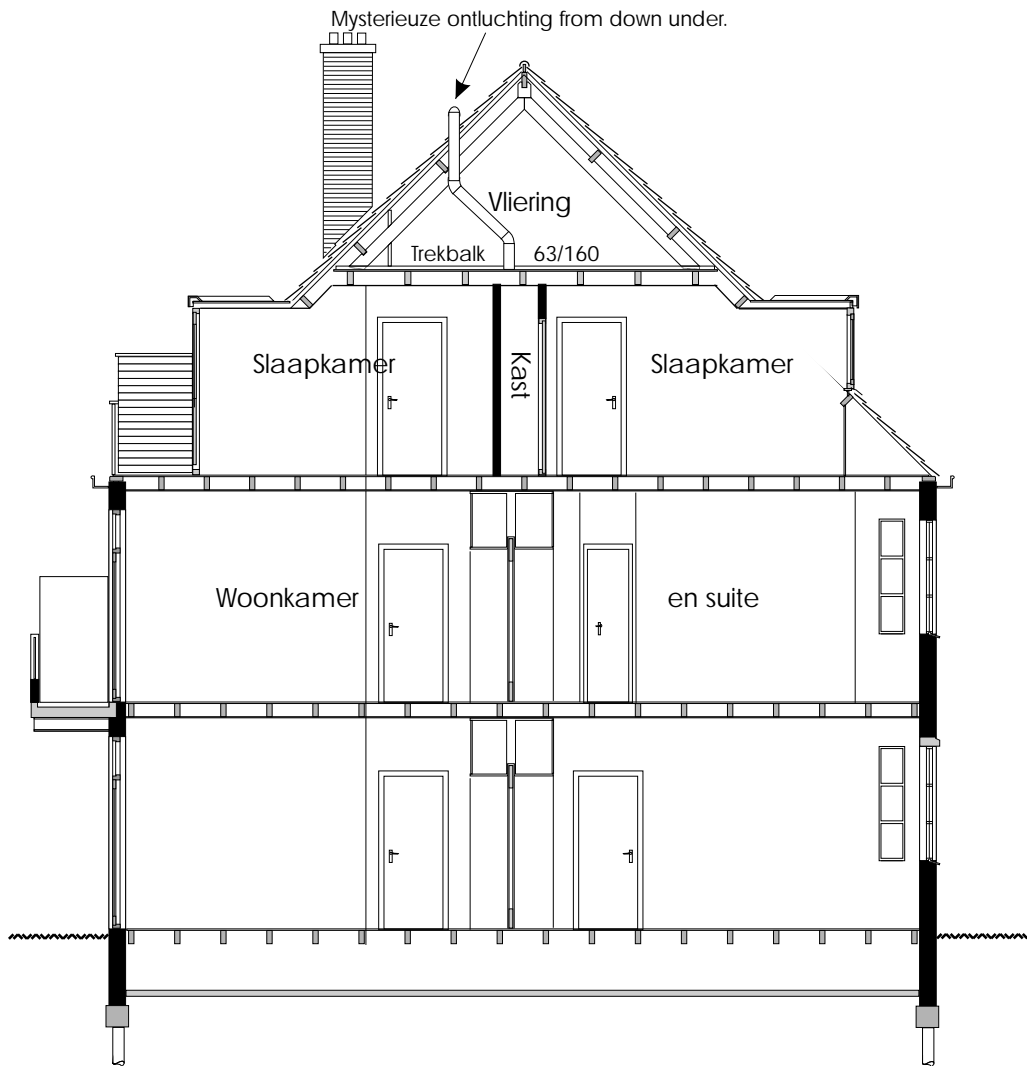 Mysterieuze ontluchting from down under.
Vliering
Trekbalk 63/160
Slaapkamer
Kast
Slaapkamer
Woonkamer
en suite